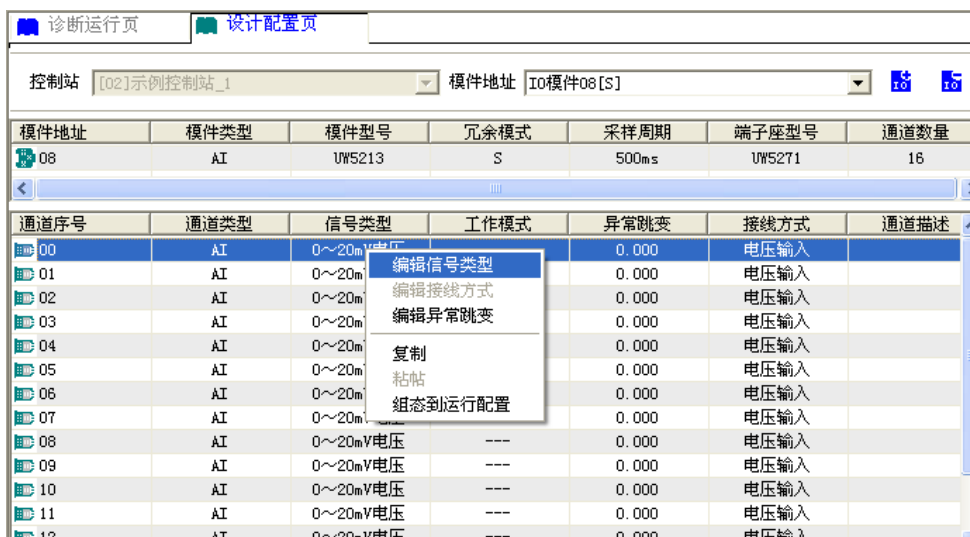 诊断运行页 设计配置页
控制站 [02]示例控制站_1 模件地址 IO模件08[S] IO IO
模件地址 模件类型 模件型号 冗余模式 采样周期 端子座型号 通道数量
08 AI UW5213 S 500ms UW5271 16
通道序号 通道类型 信号类型 工作模式 异常跳变 接线方式 通道描述
00 AI 0～20mV电压 0.000 电压输入
编辑信号类型
01 AI 0～20m 0.000 电压输入
编辑接线方式
02 AI 0～20m 0.000 电压输入
编辑异常跳变
03 AI 0～20m 0.000 电压输入
复制
04 AI 0～20m 0.000 电压输入
粘帖
05 AI 0～20m 0.000 电压输入
组态到运行配置
06 AI 0～20m 0.000 电压输入
07 AI 0～20m 0.000 电压输入
08 AI 0～20mV电压 --- 0.000 电压输入
09 AI 0～20mV电压 --- 0.000 电压输入
10 AI 0～20mV电压 --- 0.000 电压输入
11 AI 0～20mV电压 --- 0.000 电压输入